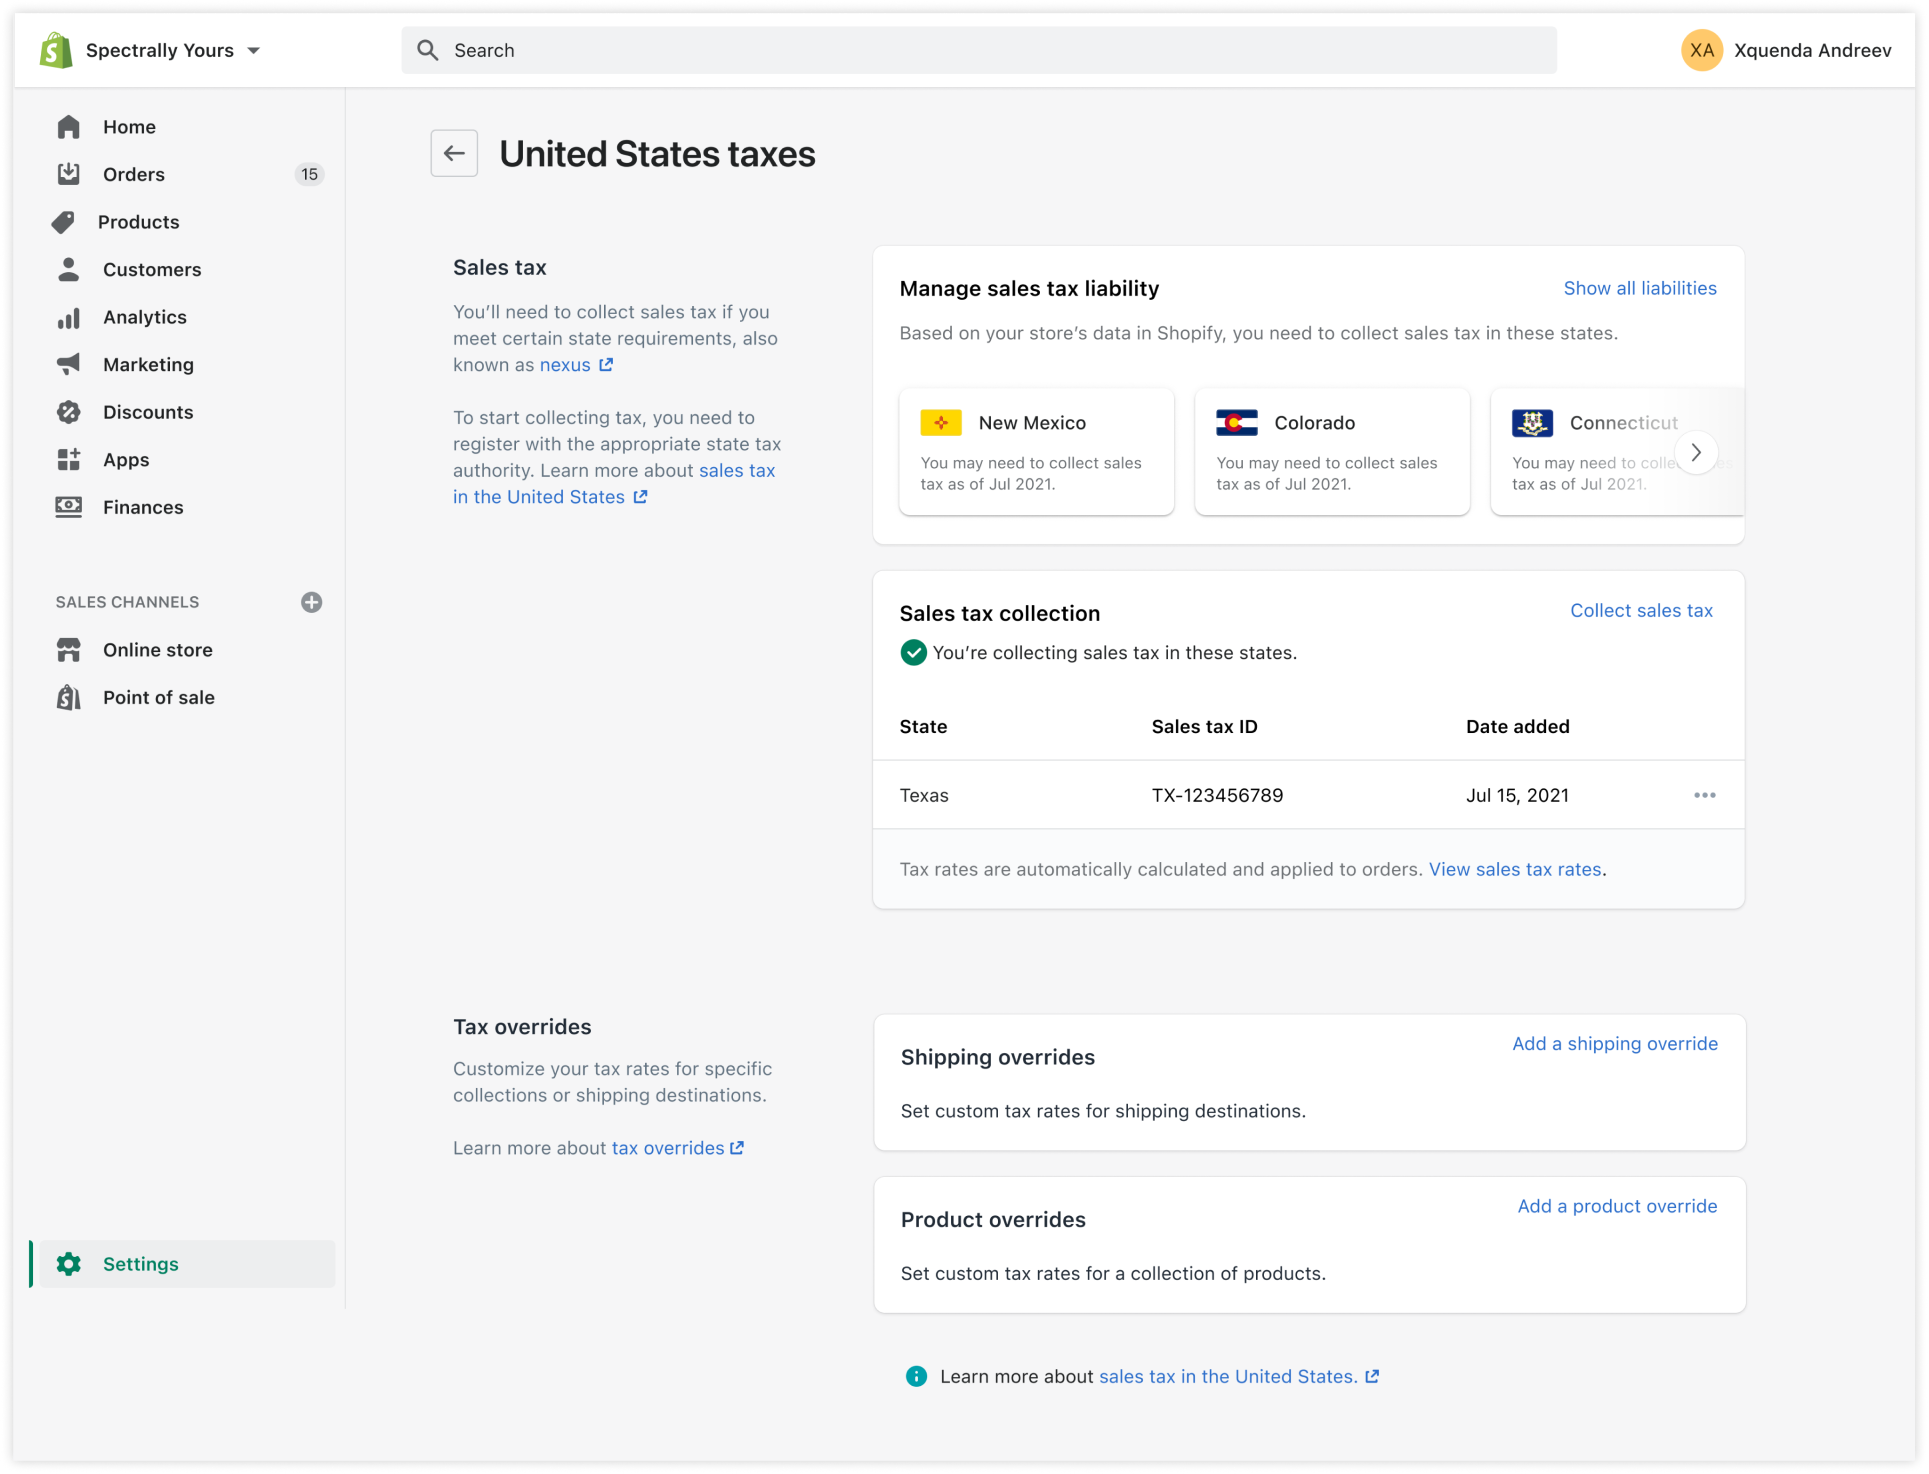 Spectrally Yours
Search
XA
Xquenda Andreev
Home
Orders
15
Products
Customers
Analytics
Marketing
Discounts
Apps
Finances
SALES CHANNELS
Online store
Point of sale
Settings
United States taxes
Sales tax
You’ll need to collect sales tax if you
meet certain state requirements, also
known as nexus
To start collecting tax, you need to
register with the appropriate state tax
authority. Learn more about sales tax
in the United States
Manage sales tax liability
Show all liabilities
Based on your store’s data in Shopify, you need to collect sales tax in these states.
New Mexico
You may need to collect sales
tax as of Jul 2021.
Colorado
You may need to collect sales
tax as of Jul 2021.
Connecticut
You may need to
tax as of Jul 2021.
Sales tax collection
Collect sales tax
You’re collecting sales tax in these states.
State
Sales tax ID
Date added
Texas
TX-123456789
Jul 15, 2021
Tax rates are automatically calculated and applied to orders. View sales tax rates.
Tax overrides
Customize your tax rates for specific
collections or shipping destinations.
Learn more about tax overrides
Shipping overrides
Add a shipping override
Set custom tax rates for shipping destinations.
Product overrides
Add a product override
Set custom tax rates for a collection of products.
Learn more about sales tax in the United States.